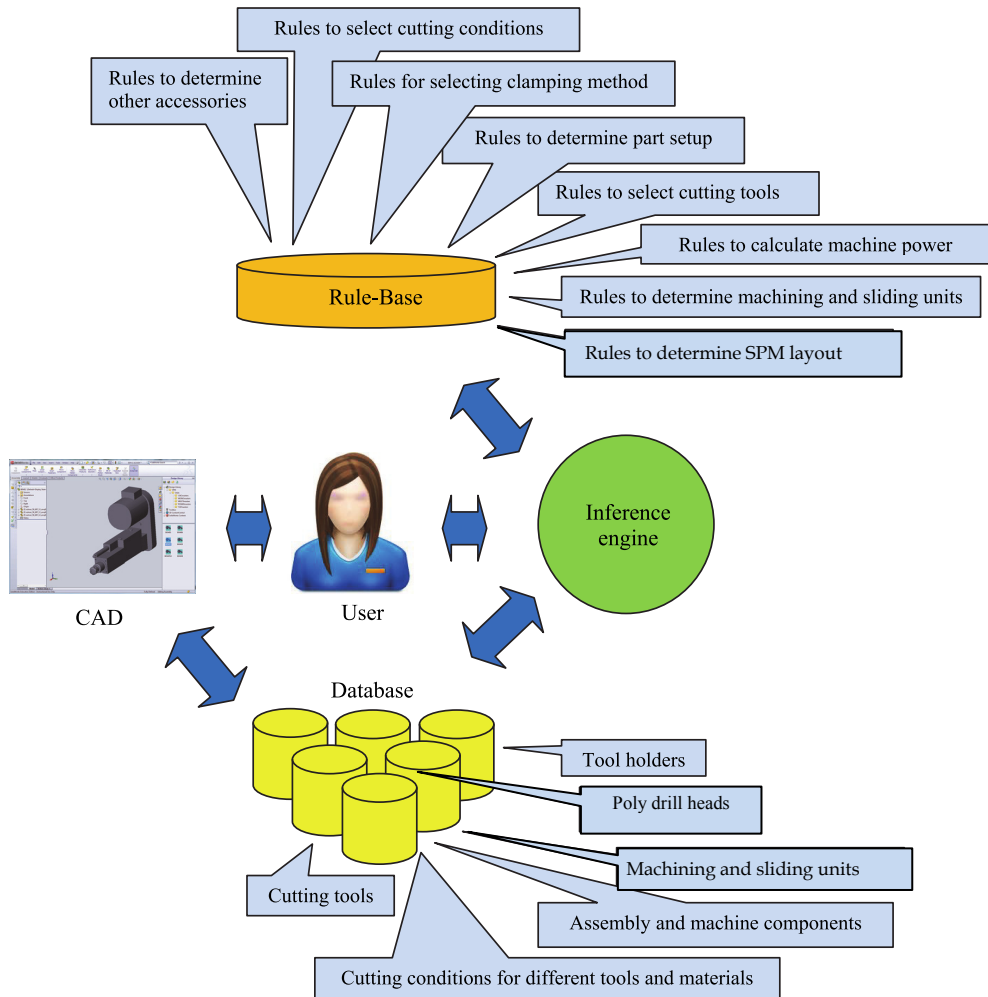 Rules to select cutting conditions
Rules to determine
other accessories
Rules for selecting clamping method
Rules to determine part setup
Rules to select cutting tools
Rules to calculate machine power
Rules to determine machining and sliding units
Rules to determine SPM layout
Rule-Base
Inference
engine
CAD
User
Database
Tool holders
Poly drill heads
Machining and sliding units
Cutting tools
Assembly and machine components
Cutting conditions for different tools and materials